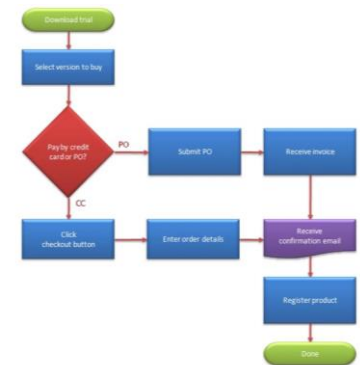 Download trial
Select version to buy
Pay by credit
card or PO?
PO
Submit PO
Receive invoice
CC
Click
checkout button
Enter order details
Receive
confirmation email
Register product
Done